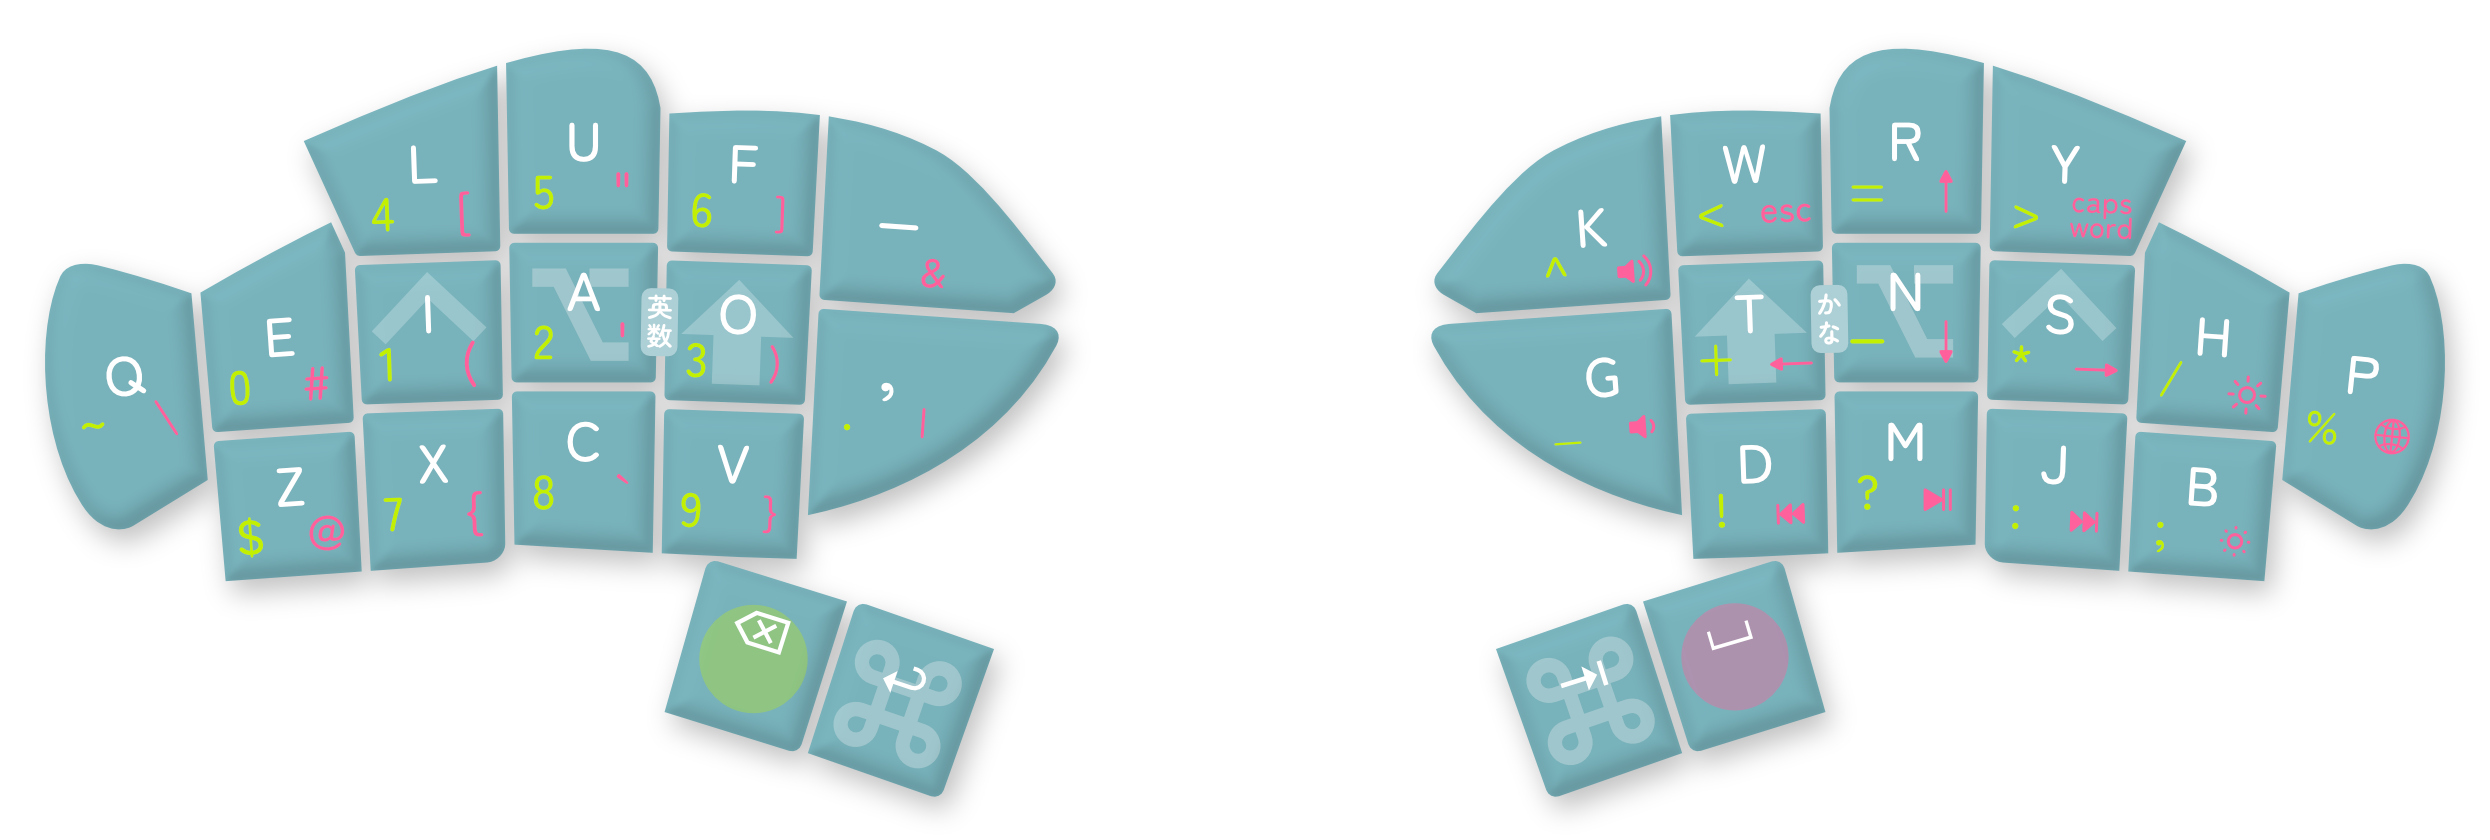 Q ~ \
E 0 #
Z $ @
L 4 [
I 1 (
X 7 {
U 5 "
A 2 '
C 8 `
英数
F 6 ]
O 3 )
V 9 }
— &
, . |
K ^
G _
W < esc
T + ←
D !
かな
R = ↑
N − ↓
M ?
Y > caps word
S * →
J :
H /
B ;
P %